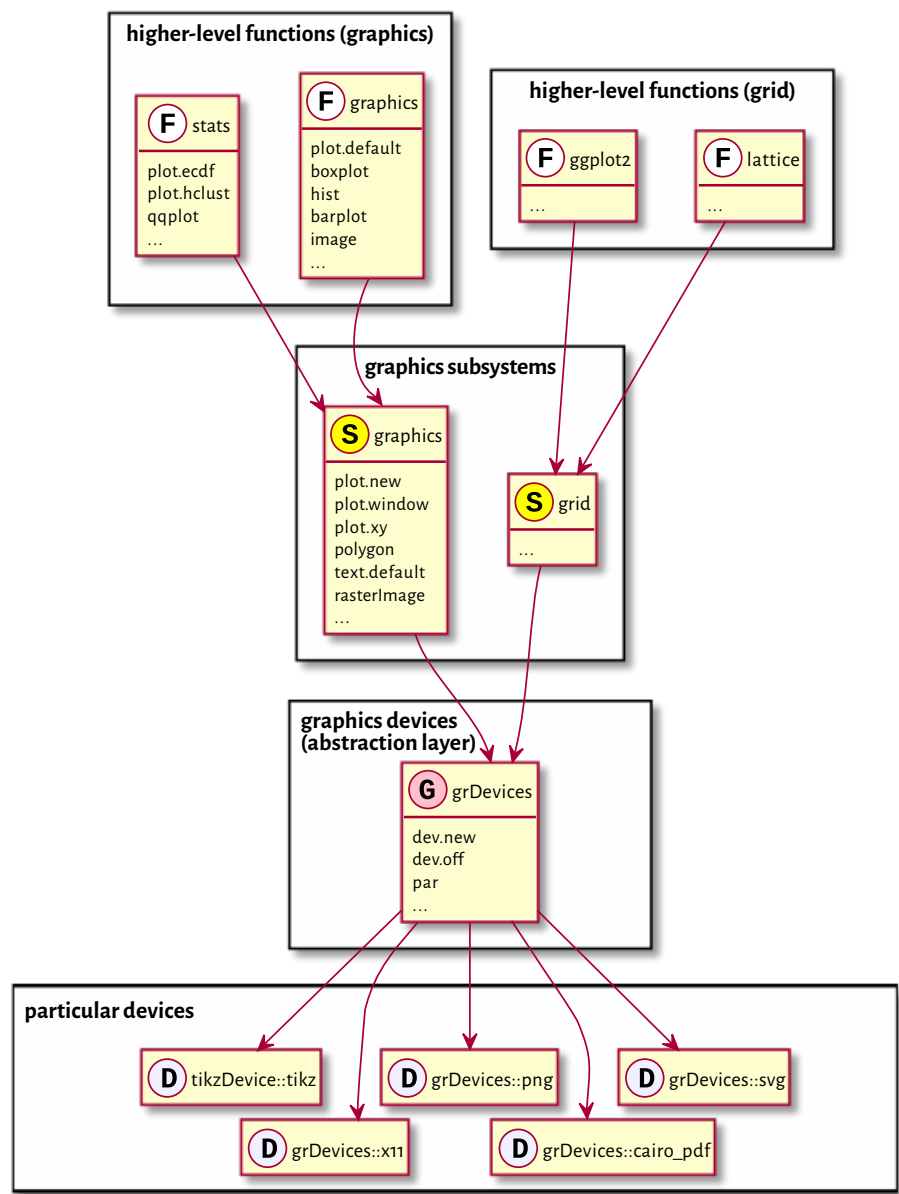 higher-level functions (graphics)
F stats
plot.ecdf
plot.hclust
qqplot
...
F graphics
plot.default
boxplot
hist
barplot
image
...
higher-level functions (grid)
F ggplot2
...
F lattice
...
graphics subsystems
S graphics
plot.new
plot.window
plot.xy
polygon
text.default
rasterImage
...
S grid
...
graphics devices
(abstraction layer)
G grDevices
dev.new
dev.off
par
...
particular devices
D tikzDevice::tikz
D grDevices::png
D grDevices::svg
D grDevices::x11
D grDevices::cairo_pdf